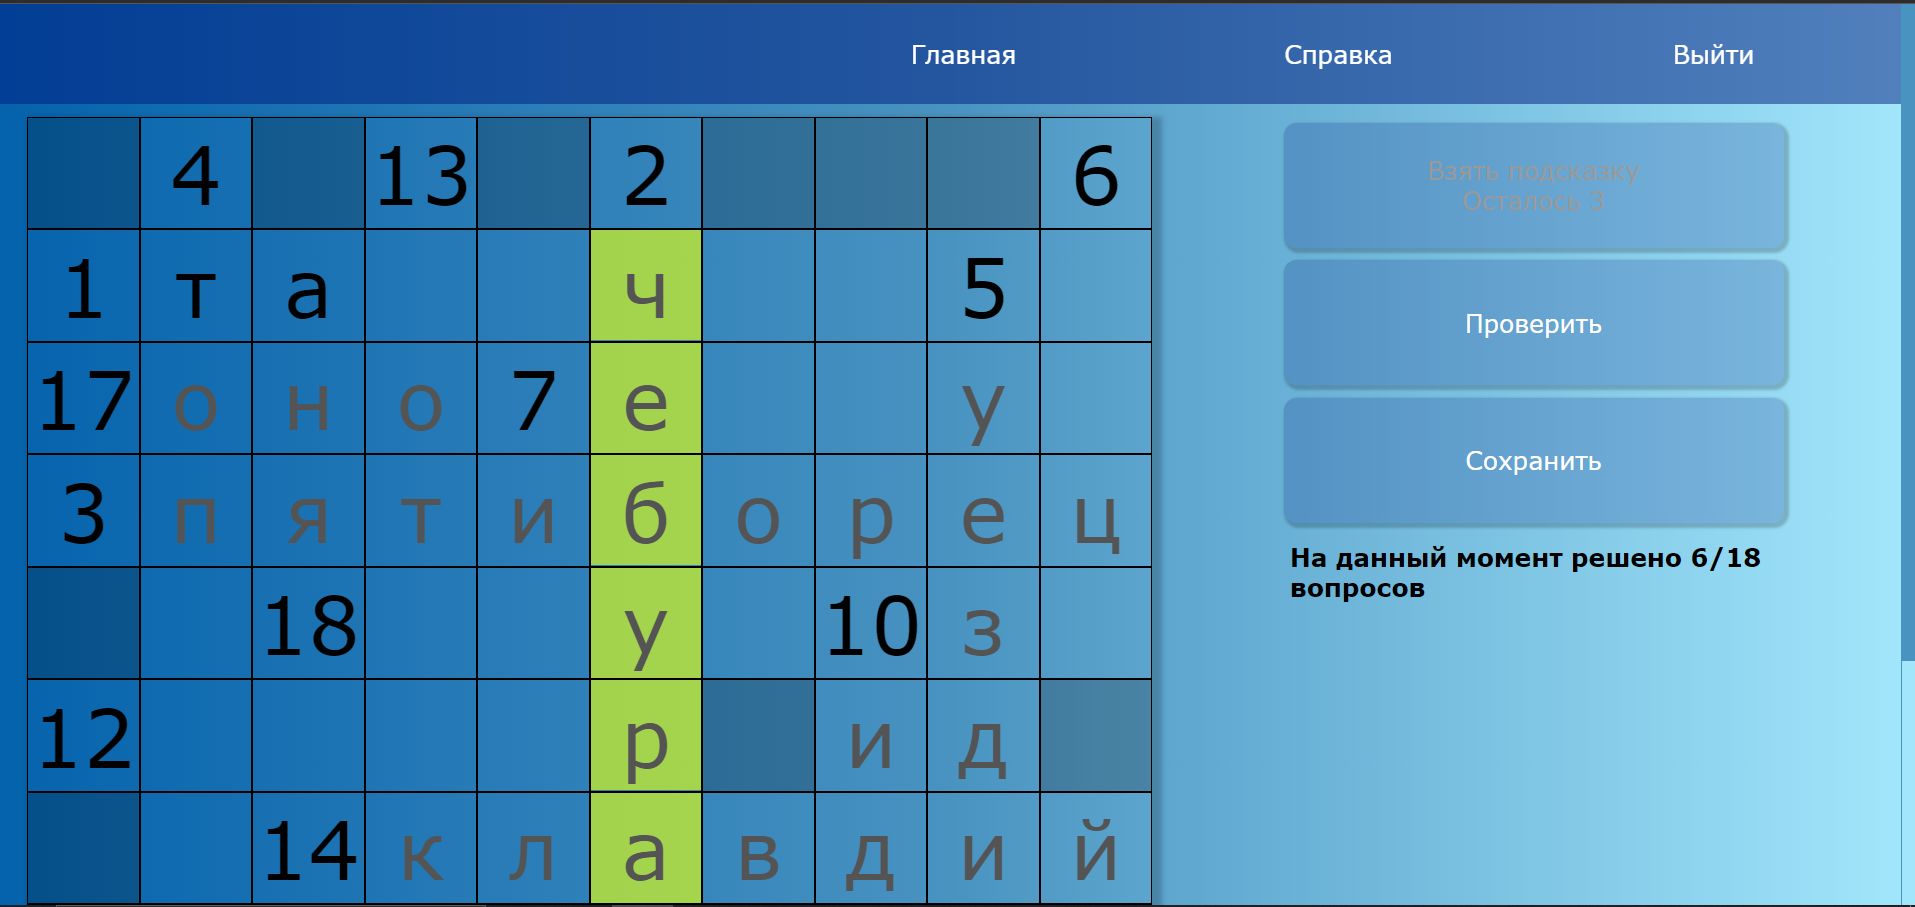 Главная Справка Выйти
4 13 2 6
1 т а ч 5
17 о н о 7 е у
3 п я т и б о р е ц
18 у 10 з
12 р и д
14 к л а в д и й
Взять подсказку
Осталось 3
Проверить
Сохранить
На данный момент решено 6/18
вопросов